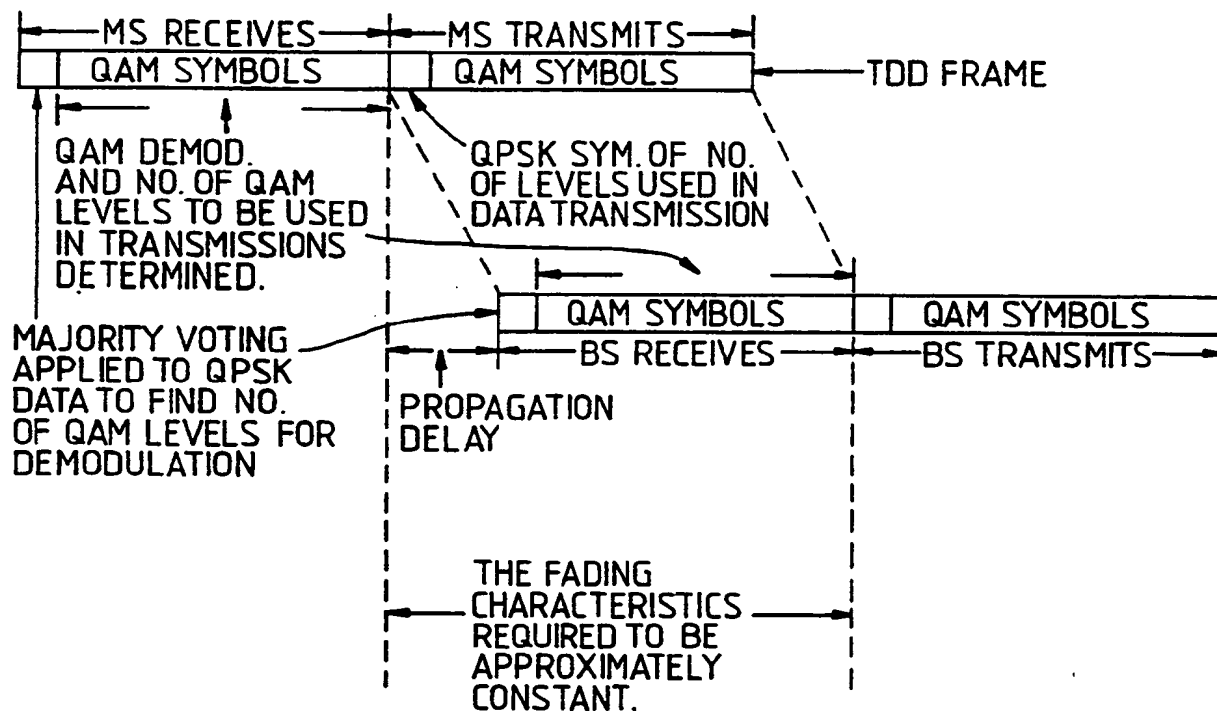 MS RECEIVES
MS TRANSMITS
QAM SYMBOLS
QAM SYMBOLS
TDD FRAME
QAM DEMOD.
AND NO. OF QAM
LEVELS TO BE USED
IN TRANSMISSIONS
DETERMINED.
QPSK SYM. OF NO.
OF LEVELS USED IN
DATA TRANSMISSION
QAM SYMBOLS
QAM SYMBOLS
BS RECEIVES
BS TRANSMITS
MAJORITY VOTING
APPLIED TO QPSK
DATA TO FIND NO.
OF QAM LEVELS FOR
DEMODULATION
PROPAGATION
DELAY
THE FADING
CHARACTERISTICS
REQUIRED TO BE
APPROXIMATELY
CONSTANT.